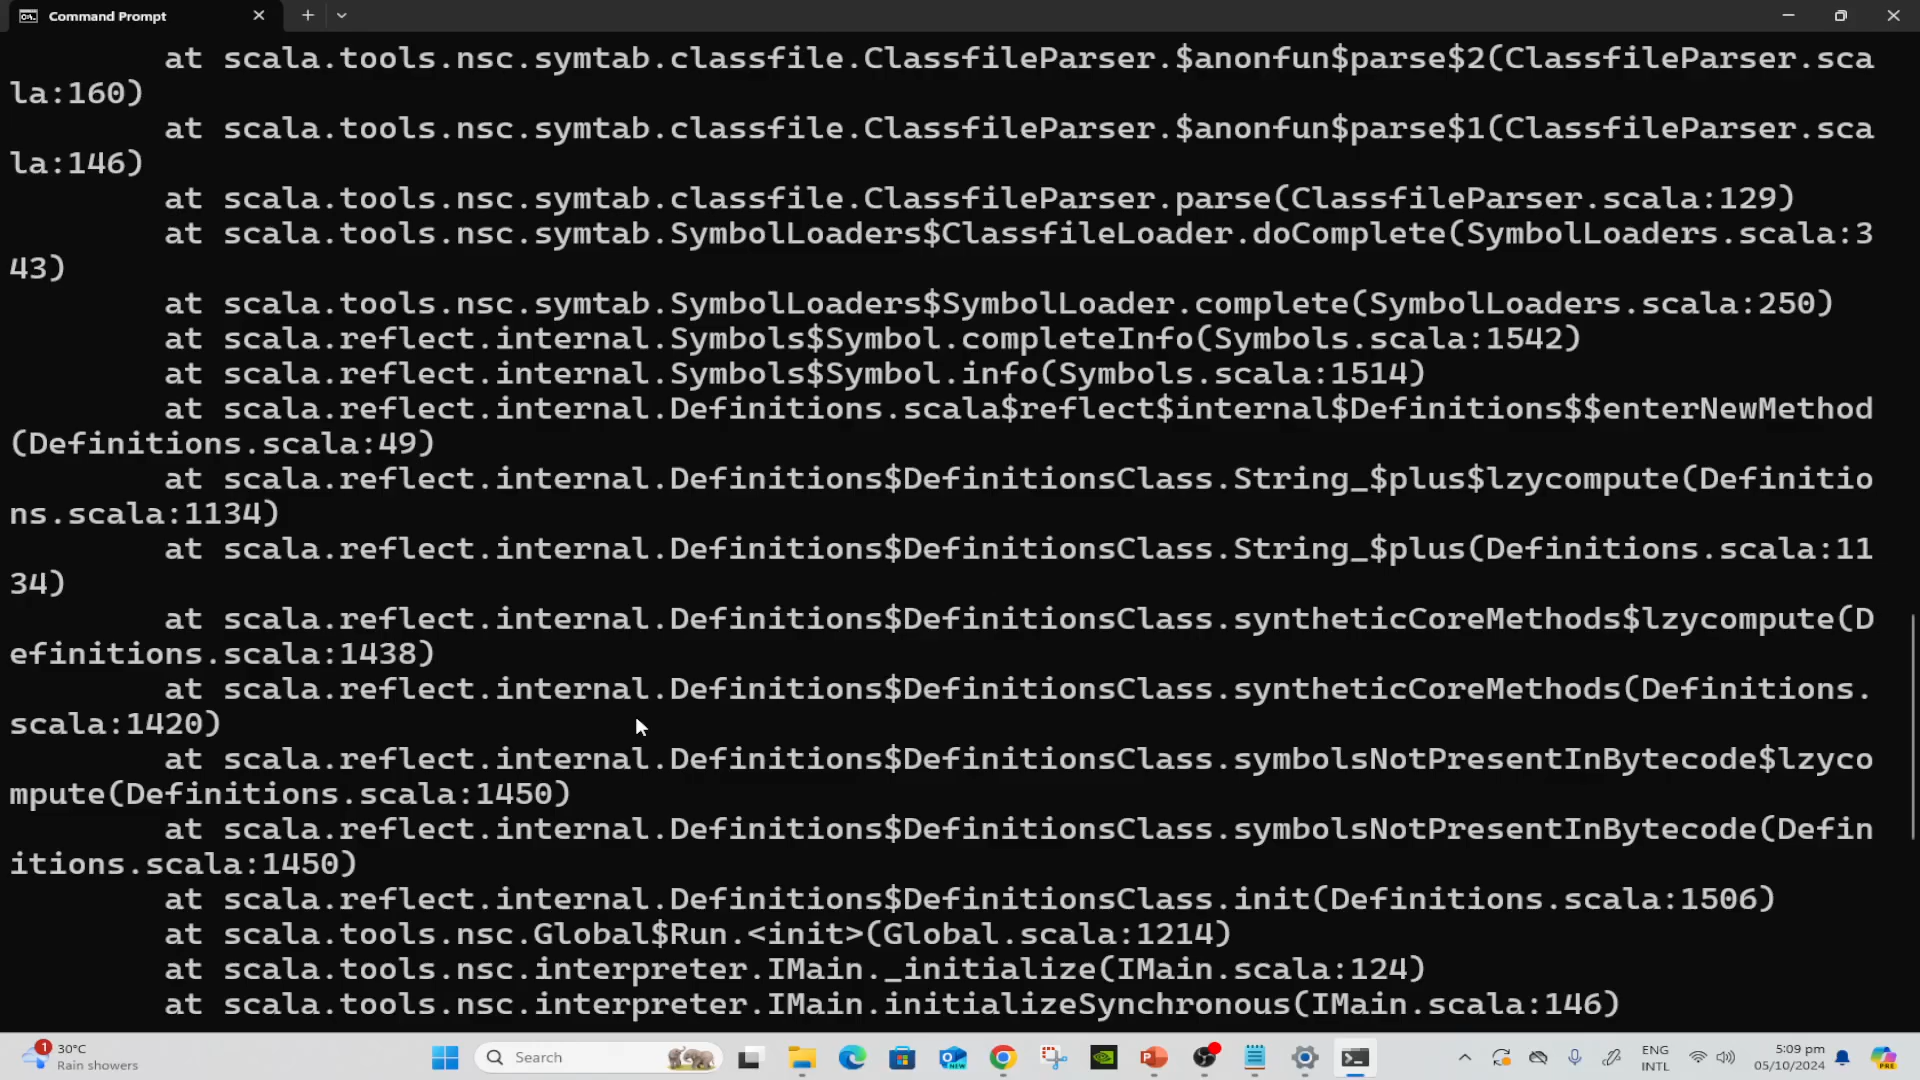 Command Prompt
at scala.tools.nsc.symtab.classfile.ClassfileParser.$anonfun$parse$2(ClassfileParser.sca
la:160)
at scala.tools.nsc.symtab.classfile.ClassfileParser.$anonfun$parse$1(ClassfileParser.sca
la:146)
at scala.tools.nsc.symtab.classfile.ClassfileParser.parse(ClassfileParser.scala:129)
at scala.tools.nsc.symtab.SymbolLoaders$ClassfileLoader.doComplete(SymbolLoaders.scala:3
43)
at scala.tools.nsc.symtab.SymbolLoaders$SymbolLoader.complete(SymbolLoaders.scala:250)
at scala.reflect.internal.Symbols$Symbol.completeInfo(Symbols.scala:1542)
at scala.reflect.internal.Symbols$Symbol.info(Symbols.scala:1514)
at scala.reflect.internal.Definitions.scala$reflect$internal$Definitions$$enterNewMethod
(Definitions.scala:49)
at scala.reflect.internal.Definitions$DefinitionsClass.String_$plus$lzycompute(Definitio
ns.scala:1134)
at scala.reflect.internal.Definitions$DefinitionsClass.String_$plus(Definitions.scala:11
34)
at scala.reflect.internal.Definitions$DefinitionsClass.syntheticCoreMethods$lzycompute(D
efinitions.scala:1438)
at scala.reflect.internal.Definitions$DefinitionsClass.syntheticCoreMethods(Definitions.
scala:1420)
at scala.reflect.internal.Definitions$DefinitionsClass.symbolsNotPresentInBytecode$lzyco
mpute(Definitions.scala:1450)
at scala.reflect.internal.Definitions$DefinitionsClass.symbolsNotPresentInBytecode(Defin
itions.scala:1450)
at scala.reflect.internal.Definitions$DefinitionsClass.init(Definitions.scala:1506)
at scala.tools.nsc.Global$Run.<init>(Global.scala:1214)
at scala.tools.nsc.interpreter.IMain._initialize(IMain.scala:124)
at scala.tools.nsc.interpreter.IMain.initializeSynchronous(IMain.scala:146)
1
30°C
Rain showers
Search
NEW
ENG
INTL
5:09 pm
05/10/2024
PRE